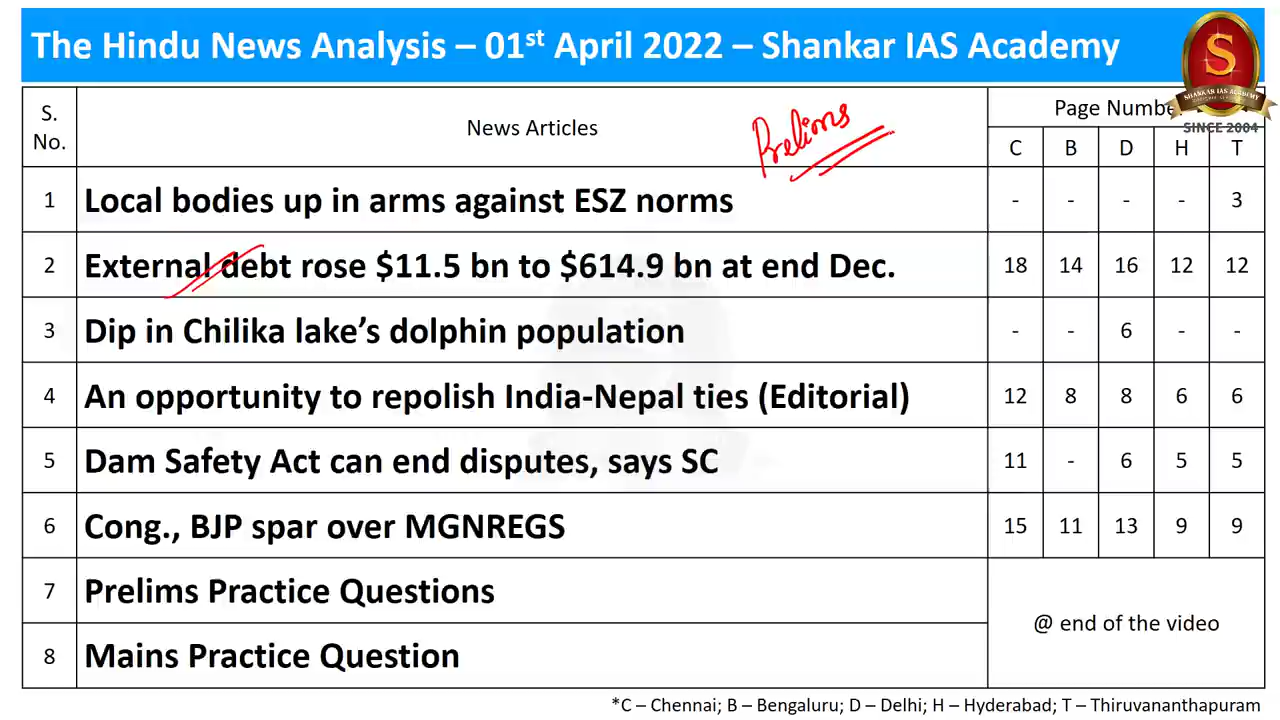 The Hindu News Analysis – 01st April 2022 – Shankar IAS Academy
S
SHANKAR IAS ACADEMY
SINCE 2004
S. No. News Articles Page Number
Prelims
C B D H T
1 Local bodies up in arms against ESZ norms - - - - 3
2 External debt rose $11.5 bn to $614.9 bn at end Dec. 18 14 16 12 12
3 Dip in Chilika lake's dolphin population - - 6 - -
4 An opportunity to repolish India-Nepal ties (Editorial) 12 8 8 6 6
5 Dam Safety Act can end disputes, says SC 11 - 6 5 5
6 Cong., BJP spar over MGNREGS 15 11 13 9 9
7 Prelims Practice Questions
@ end of the video
8 Mains Practice Question
*C – Chennai; B – Bengaluru; D – Delhi; H – Hyderabad; T – Thiruvananthapuram